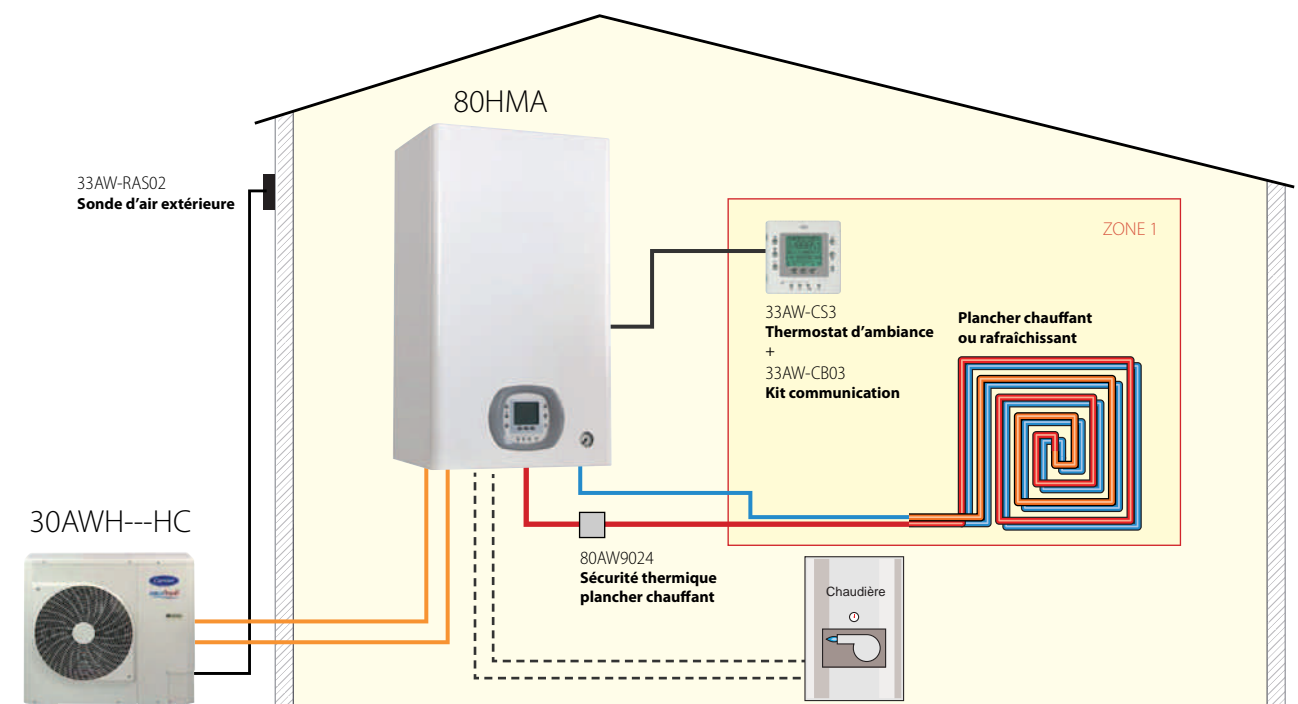 80HMA
33AW-RAS02
Sonde d’air extérieure
ZONE 1
33AW-CS3
Thermostat d’ambiance
+
33AW-CB03
Kit communication
Plancher chauffant
ou rafraîchissant
30AWH---HC
Carrier
80AW9024
Sécurité thermique
plancher chauffant
Chaudière